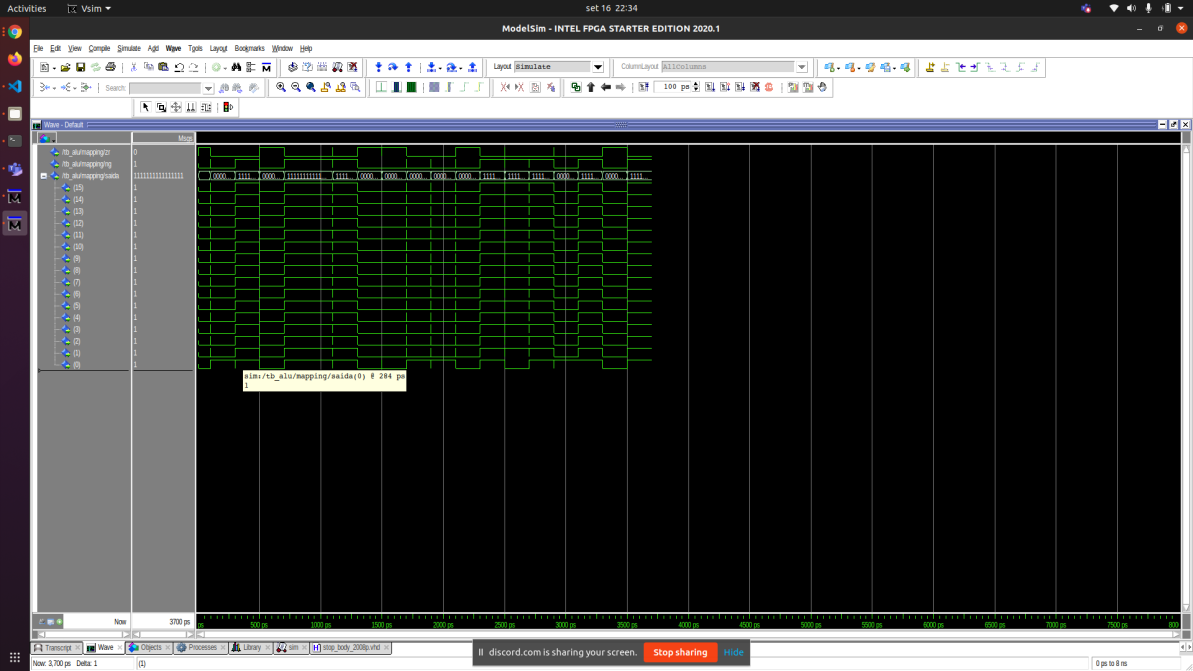 Activities Vsim set 16 22:34
ModelSim - INTEL FPGA STARTER EDITION 2020.1
File Edit View Compile Simulate Add Wave Tools Layout Bookmarks Window Help
Layout Simulate ColumnLayout AllColumns
Search: 100 ps
Wave - Default
Msgs
/tb_alu/mapping/zr 0
/tb_alu/mapping/ng 1
/tb_alu/mapping/saida 1111111111111111 0000... 1111... 0000... 11111111111... 1111... 0000... 0000... 0000... 0000... 1111... 1111... 1111... 0000... 1111... 0000... 1111...
(15) 1
(14) 1
(13) 1
(12) 1
(11) 1
(10) 1
(9) 1
(8) 1
(7) 1
(6) 1
(5) 1
(4) 1
(3) 1
(2) 1
(1) 1
(0) 1
sim:/tb_alu/mapping/saida(0) @ 284 ps
1
Now 3700 ps ps 500 ps 1000 ps 1500 ps 2000 ps 2500 ps 3000 ps 3500 ps 4000 ps 4500 ps 5000 ps 5500 ps 6000 ps 6500 ps 7000 ps 7500 ps 800
Transcript Wave Objects Processes Library sim stop_body_2008p.vhd
discord.com is sharing your screen. Stop sharing Hide
Now: 3,700 ps Delta: 1 (1) 0 ps to 8 ns